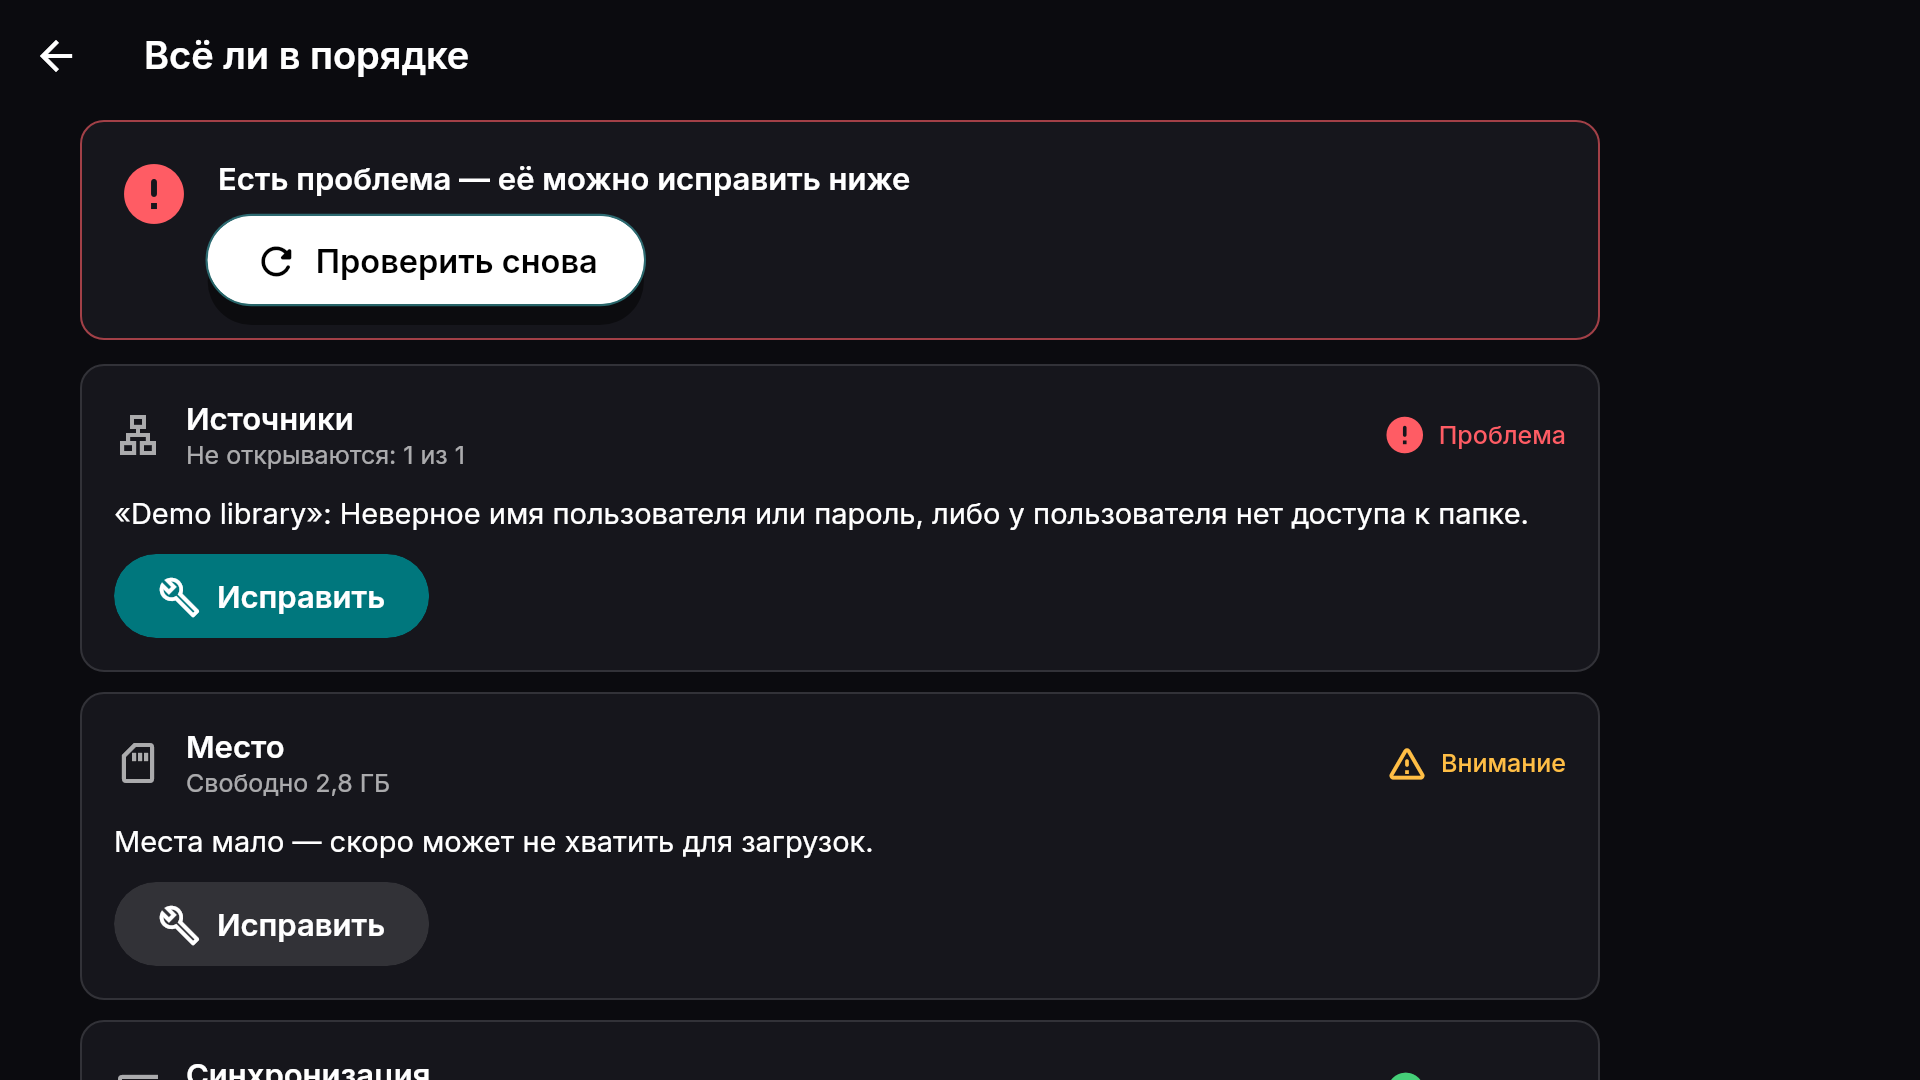 Всё ли в порядке
Есть проблема — её можно исправить ниже
Проверить снова
Источники
Не открываются: 1 из 1
Проблема
«Demo library»: Неверное имя пользователя или пароль, либо у пользователя нет доступа к папке.
Исправить
Место
Свободно 2,8 ГБ
Внимание
Места мало — скоро может не хватить для загрузок.
Исправить
Синхронизация